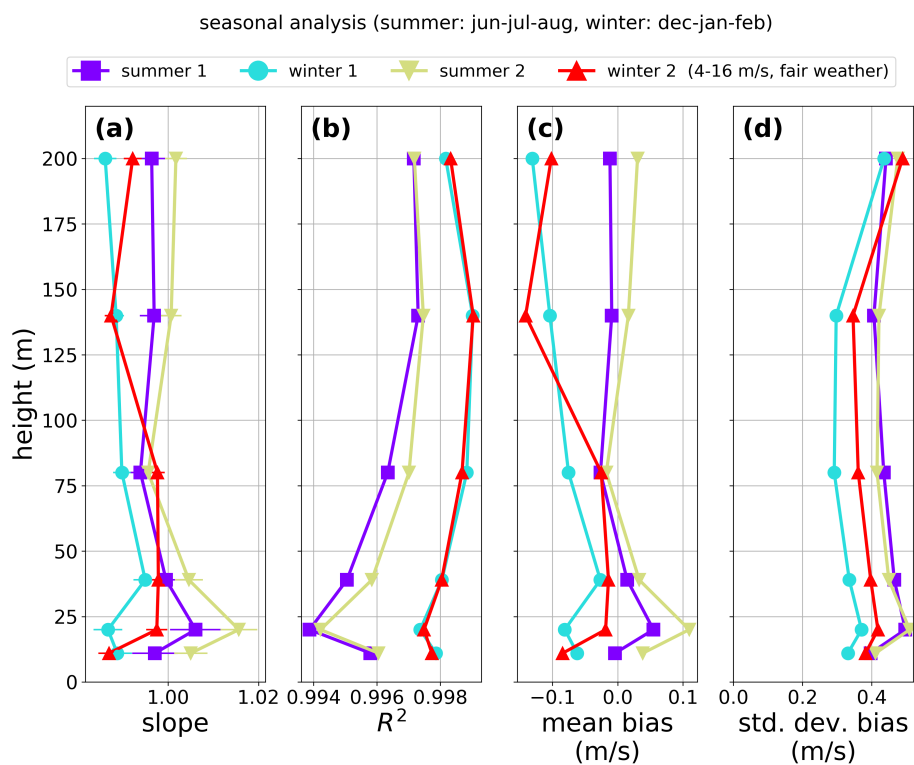 seasonal analysis (summer: jun-jul-aug, winter: dec-jan-feb)
summer 1 winter 1 summer 2 winter 2 (4-16 m/s, fair weather)
(a) (b) (c) (d)
200
175
150
125
100
75
50
25
0
height (m)
1.00 1.02 0.994 0.996 0.998 −0.1 0.0 0.1 0.0 0.2 0.4
slope R² mean bias std. dev. bias
(m/s) (m/s)